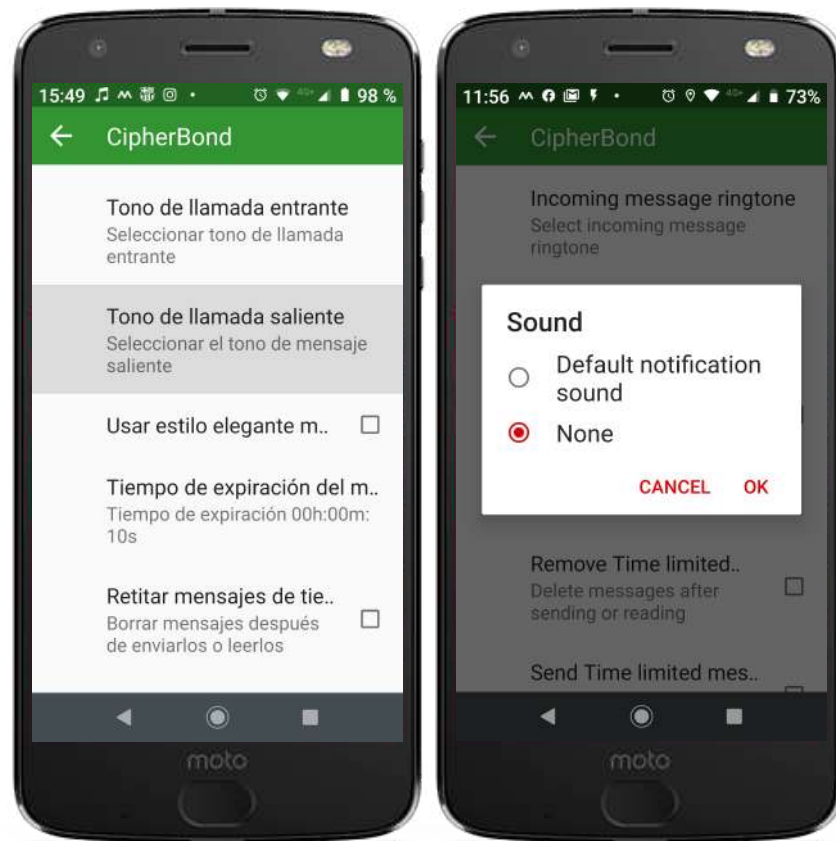 15:49
98 %
CipherBond
Tono de llamada entrante
Seleccionar tono de llamada
entrante
Tono de llamada saliente
Seleccionar el tono de mensaje
saliente
Usar estilo elegante m..
Tiempo de expiración del m..
Tiempo de expiración 00h:00m:
10s
Retitar mensajes de tie..
Borrar mensajes después
de enviarlos o leerlos
moto
11:56
73%
CipherBond
Incoming message ringtone
Select incoming message
ringtone
Sound
Default notification
sound
None
CANCEL OK
Remove Time limited..
Delete messages after
sending or reading
Send Time limited mes..
moto